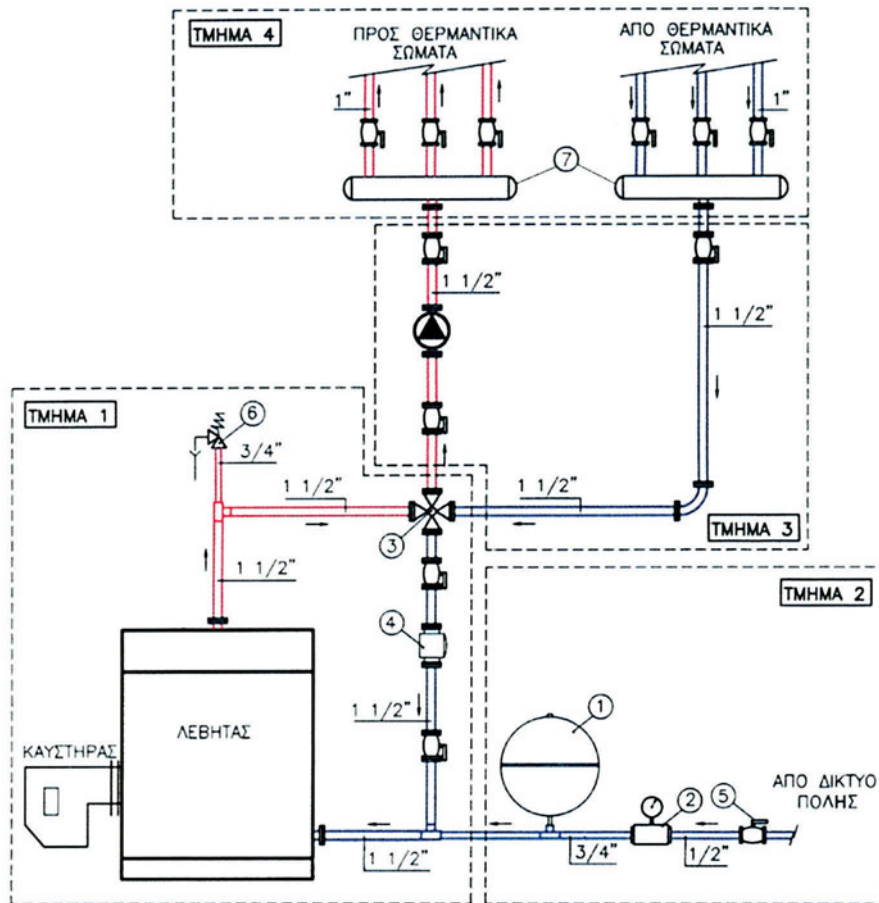 ΤΜΗΜΑ 4
ΠΡΟΣ ΘΕΡΜΑΝΤΙΚΑ
ΣΩΜΑΤΑ
ΑΠΟ ΘΕΡΜΑΝΤΙΚΑ
ΣΩΜΑΤΑ
1"
1"
7
1 1/2"
1 1/2"
ΤΜΗΜΑ 1
6
3/4"
1 1/2"
1 1/2"
3
ΤΜΗΜΑ 3
1 1/2"
ΤΜΗΜΑ 2
4
1 1/2"
1
ΛΕΒΗΤΑΣ
ΚΑΥΣΤΗΡΑΣ
ΑΠΟ ΔΙΚΤΥΟ
ΠΟΛΗΣ
2
5
1 1/2"
3/4"
1/2"